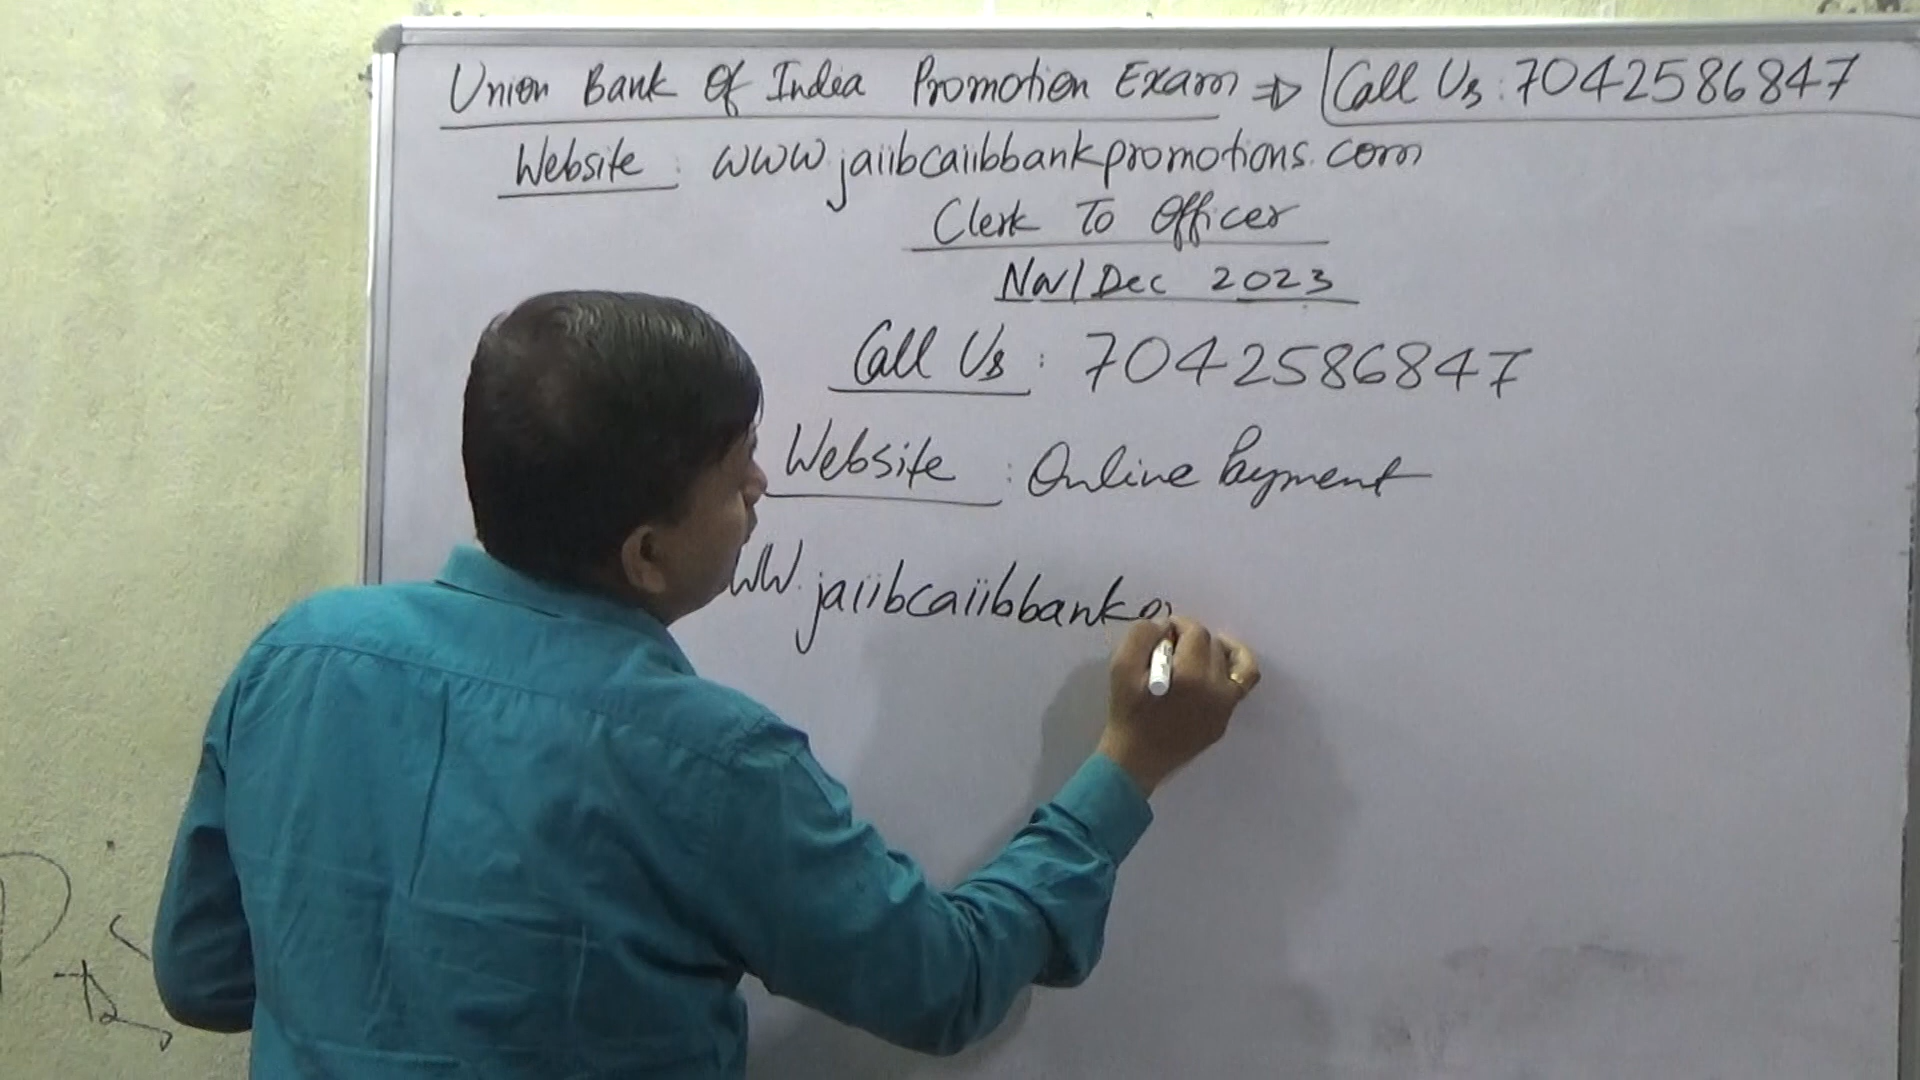 Union Bank Of India Promotion Exam ⇒ Call Us : 7042586847
Website : www.jaiibcaiibbankpromotions.com
Clerk To Officer
Nov/Dec 2023
Call Us : 7042586847
Website : Online Payment
ww.jaiibcaiibbank